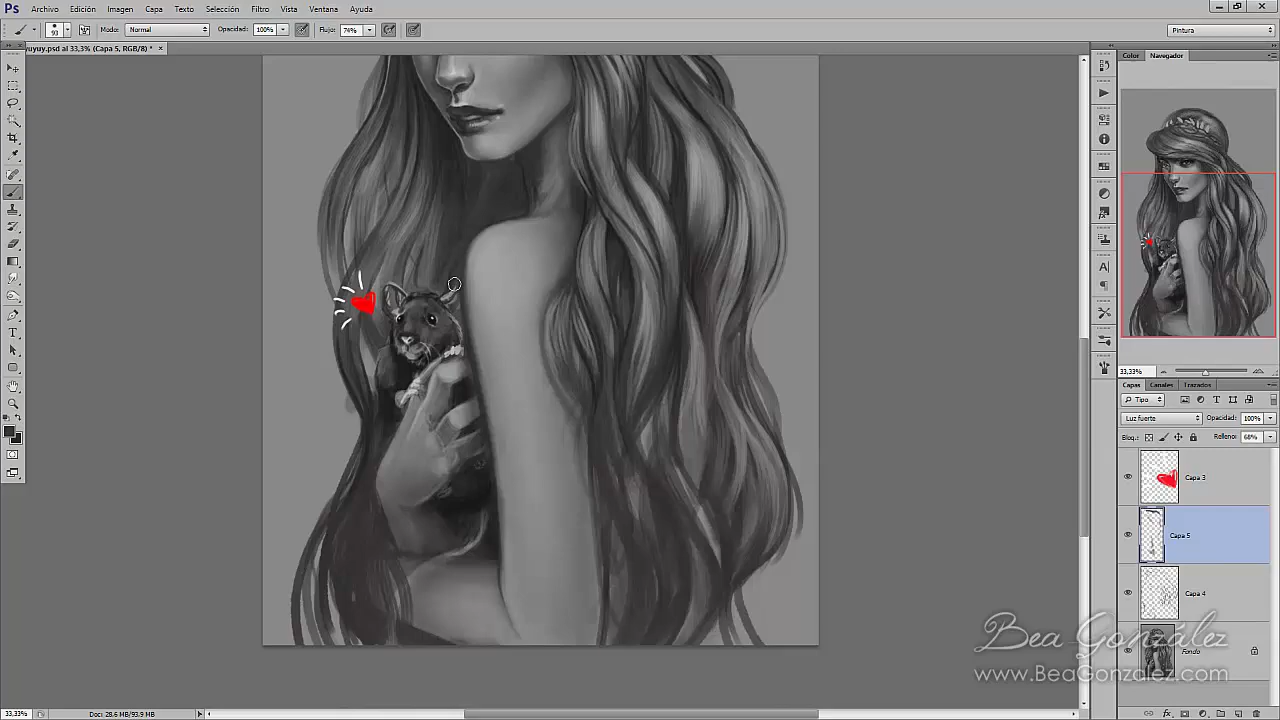 Ps Archivo Edición Imagen Capa Texto Selección Filtro Vista Ventana Ayuda
93 Modo: Normal Opacidad: 100% Flujo: 74% Pintura
uyuy.psd al 33,3% (Capa 5, RGB/8) * ×
Color Navegador
33,33%
Capas Canales Trazados
Tipo
Luz fuerte Opacidad: 100%
Bloq.: Relleno: 68%
Capa 3
Capa 5
Capa 4
Fondo
Bea González
www.BeaGonzalez.com
33,33% Doc: 28.6 MB/93.9 MB